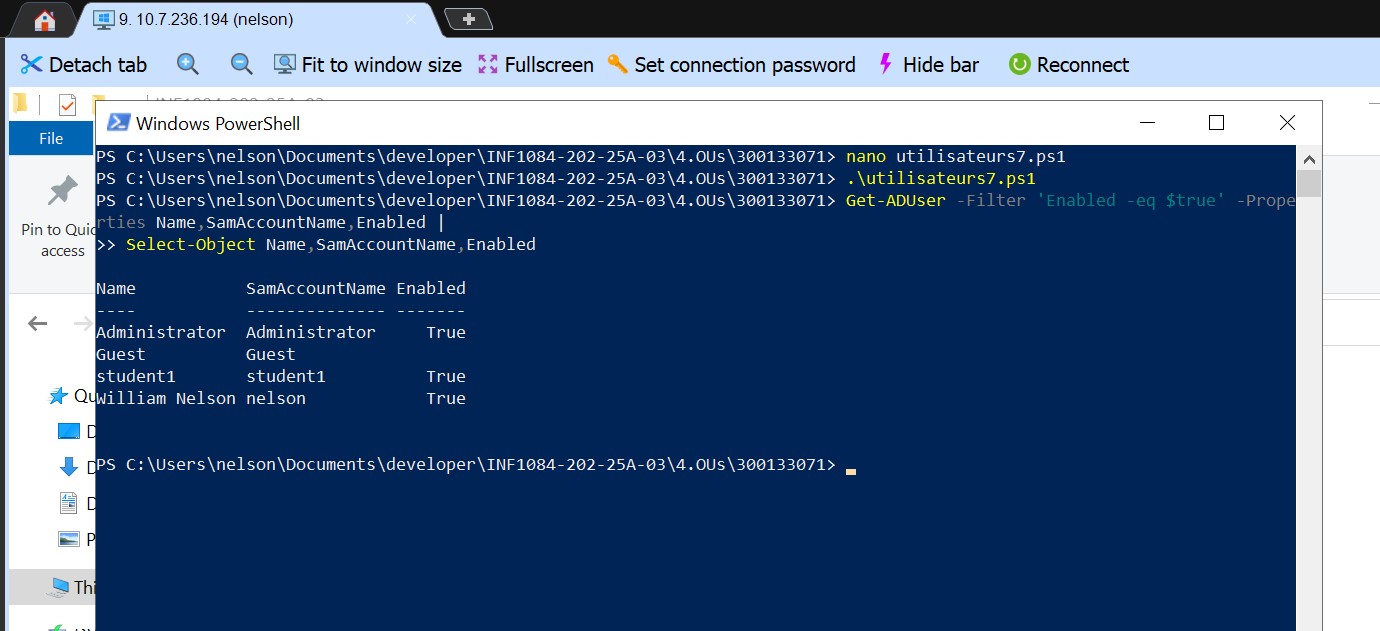 9. 10.7.236.194 (nelson)
Detach tab Fit to window size Fullscreen Set connection password Hide bar Reconnect
Windows PowerShell
File
Pin to Quic
access
PS C:\Users\nelson\Documents\developer\INF1084-202-25A-03\4.OUs\300133071> nano utilisateurs7.ps1
PS C:\Users\nelson\Documents\developer\INF1084-202-25A-03\4.OUs\300133071> .\utilisateurs7.ps1
PS C:\Users\nelson\Documents\developer\INF1084-202-25A-03\4.OUs\300133071> Get-ADUser -Filter 'Enabled -eq $true' -Prope
rties Name,SamAccountName,Enabled |
>> Select-Object Name,SamAccountName,Enabled
Name SamAccountName Enabled
---- -------------- -------
Administrator Administrator True
Guest Guest
student1 student1 True
William Nelson nelson True
PS C:\Users\nelson\Documents\developer\INF1084-202-25A-03\4.OUs\300133071>
Qu
D
D
D
P
Thi